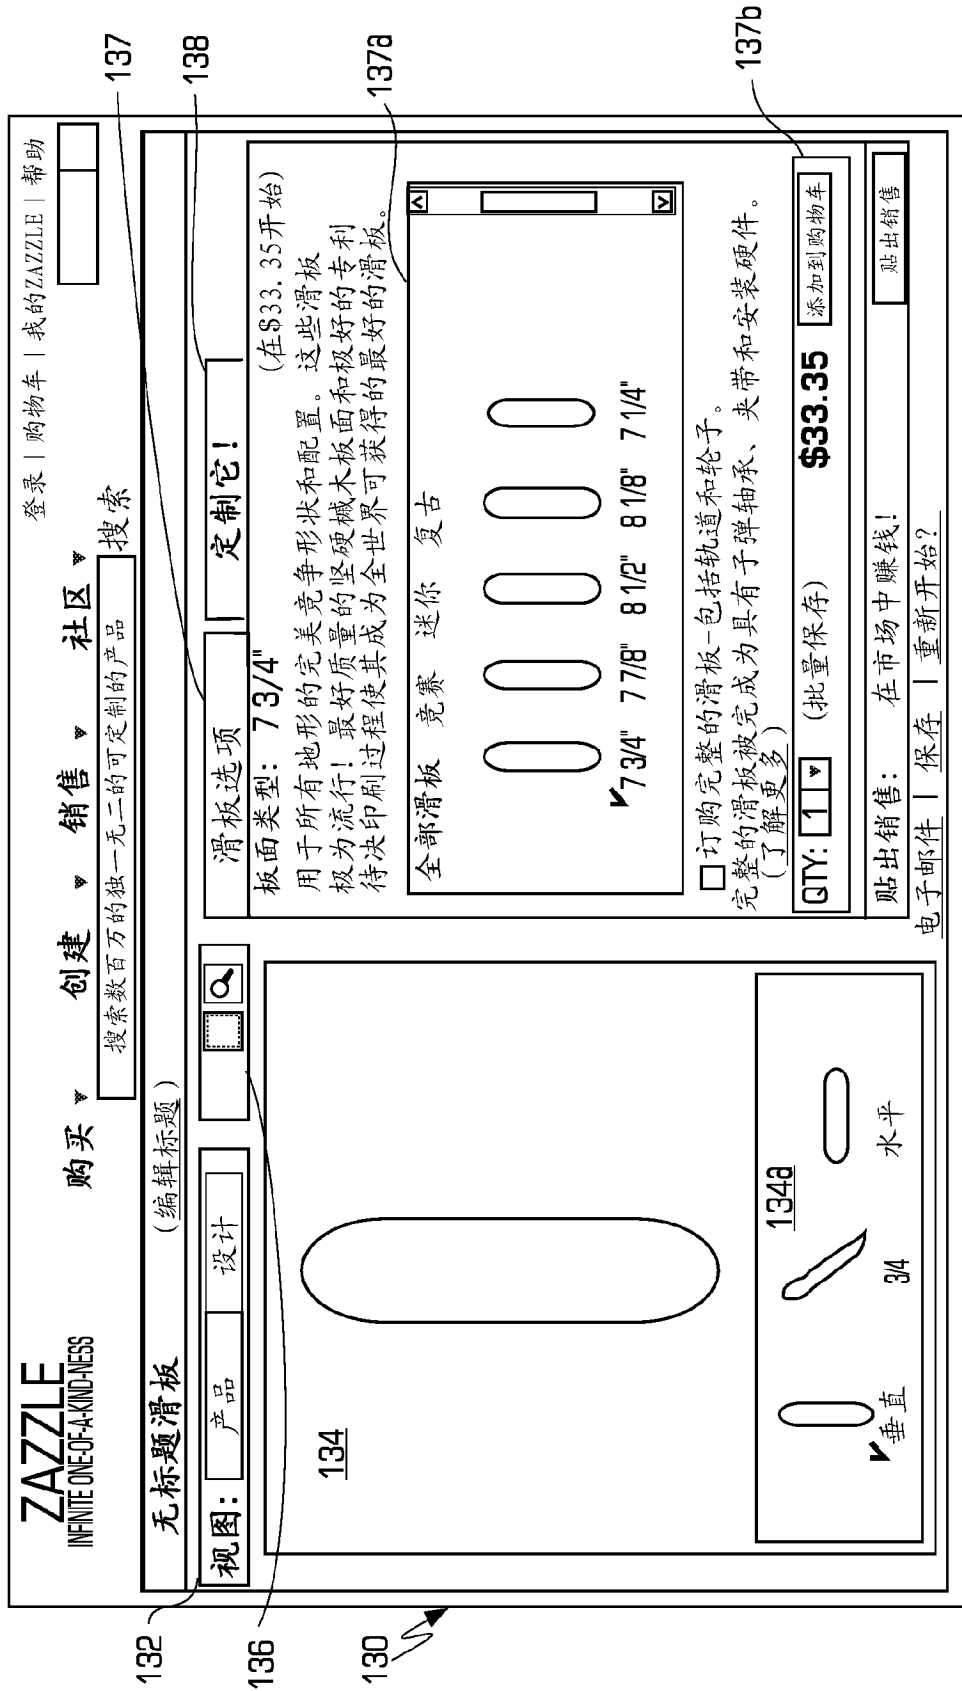 ZAZZLE
INFINITE ONE-OF-A-KIND-NESS
登录 | 购物车 | 我的ZAZZLE | 帮助
购买 创建 销售 社区
搜索数百万的独一无二的可定制的产品 搜索
无标题滑板 (编辑标题)
132
视图: 产品 设计
136
134
134a
垂直 3/4 水平
130
137
138
滑板选项 定制它!
板面类型: 7 3/4" (在$33.35开始)
用于所有地形的完美竞争形状和配置。 这些滑板
极为流行! 最好质量的坚硬槭木板面和极好的专利
待决印刷过程使其成为全世界可获得的最好的滑板。
137a
全部滑板 竞赛 迷你 复古
7 3/4" 7 7/8" 8 1/2" 8 1/8" 7 1/4"
订购完整的滑板-包括轨道和轮子。
完整的滑板被完成为具有子弹轴承、夹带和安装硬件。
(了解更多)
137b
QTY: 1 (批量保存) $33.35 添加到购物车
贴出销售: 在市场中赚钱! 贴出销售
电子邮件 | 保存 | 重新开始?